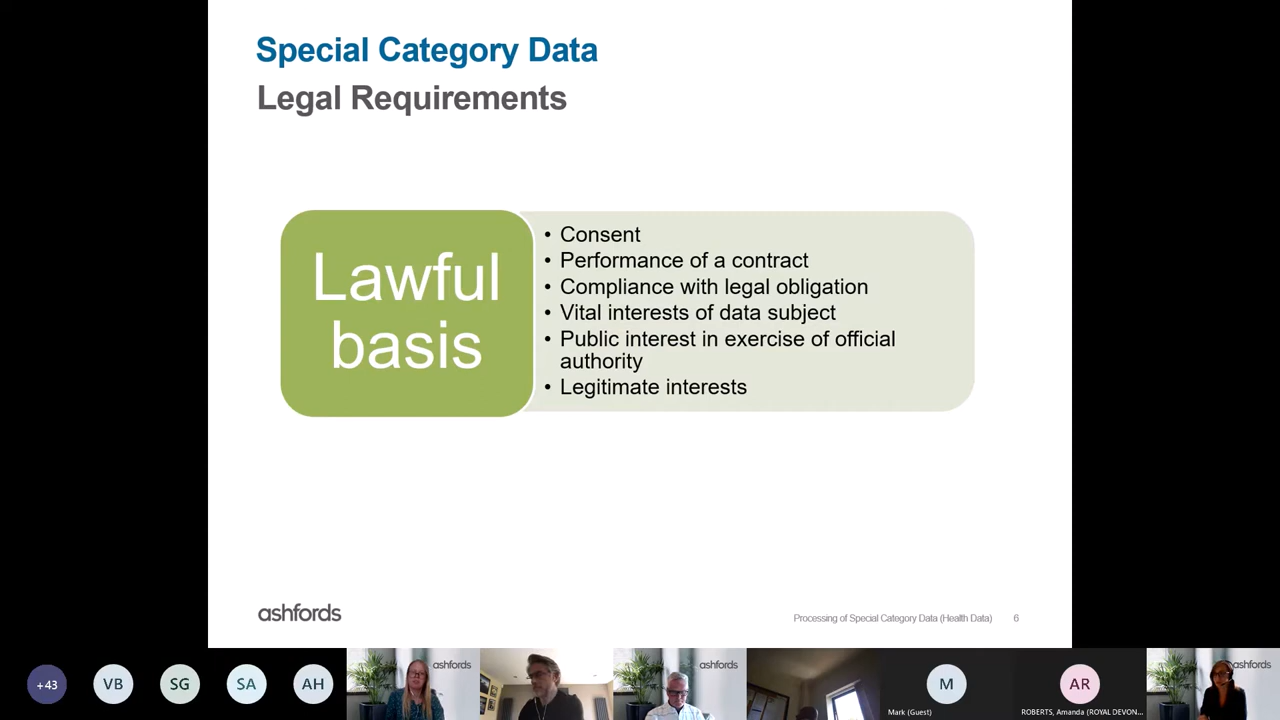 Special Category Data
Legal Requirements
Lawful
basis
• Consent
• Performance of a contract
• Compliance with legal obligation
• Vital interests of data subject
• Public interest in exercise of official
authority
• Legitimate interests
ashfords
Processing of Special Category Data (Health Data) 6
+43
VB
SG
SA
AH
ashfords
ashfords
M
Mark (Guest)
AR
ROBERTS, Amanda (ROYAL DEVON...
ashfords